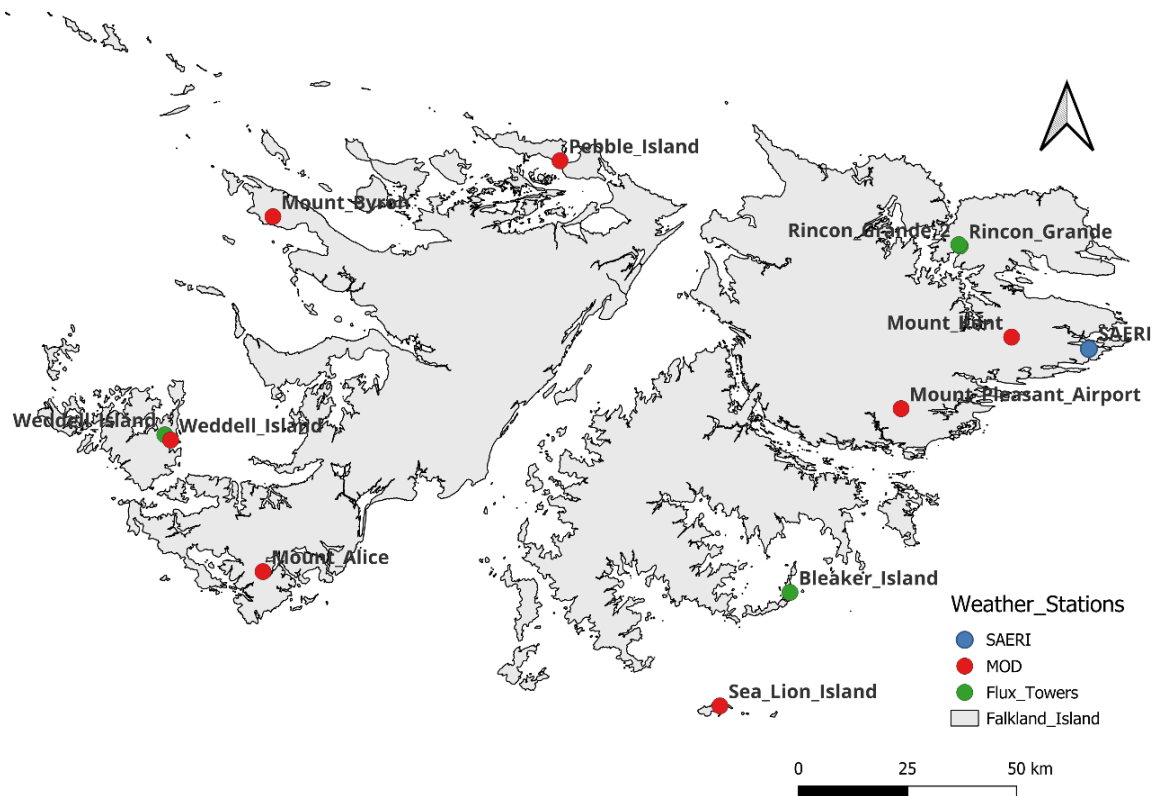 Pebble_Island
Mount_Byron
Rincon_Grande_2
Rincon_Grande
Mount_Kent
SAERI
Mount_Pleasant_Airport
Weddell_Island
Weddell_Island
Mount_Alice
Bleaker_Island
Sea_Lion_Island
Weather_Stations
SAERI
MOD
Flux_Towers
Falkland_Island
0 25 50 km